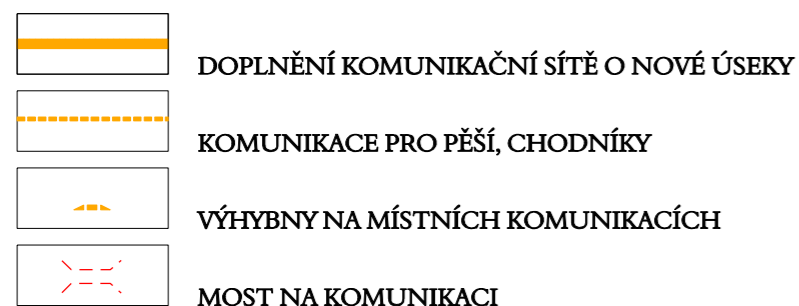 DOPLNĚNÍ KOMUNIKAČNÍ SÍTĚ O NOVÉ ÚSEKY
KOMUNIKACE PRO PĚŠÍ, CHODNÍKY
VÝHYBNY NA MÍSTNÍCH KOMUNIKACÍCH
MOST NA KOMUNIKACI